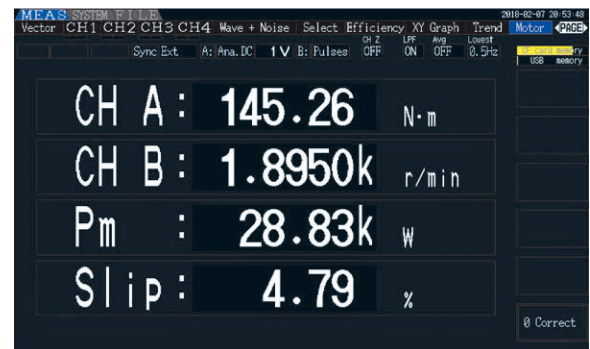 MEAS SYSTEM FILE 2018-02-07 20:53:48
Vector CH1 CH2 CH3 CH4 Wave + Noise Select Efficiency XY Graph Trend Motor PAGE
Sync:Ext A: Ana.DC 1 V B: Pulses CH Z OFF LPF ON Avg OFF Lowest 0.5Hz
CF card memory
USB memory
CH A: 145.26 N·m
CH B: 1.8950k r/min
Pm : 28.83k W
Slip: 4.79 %
0 Correct